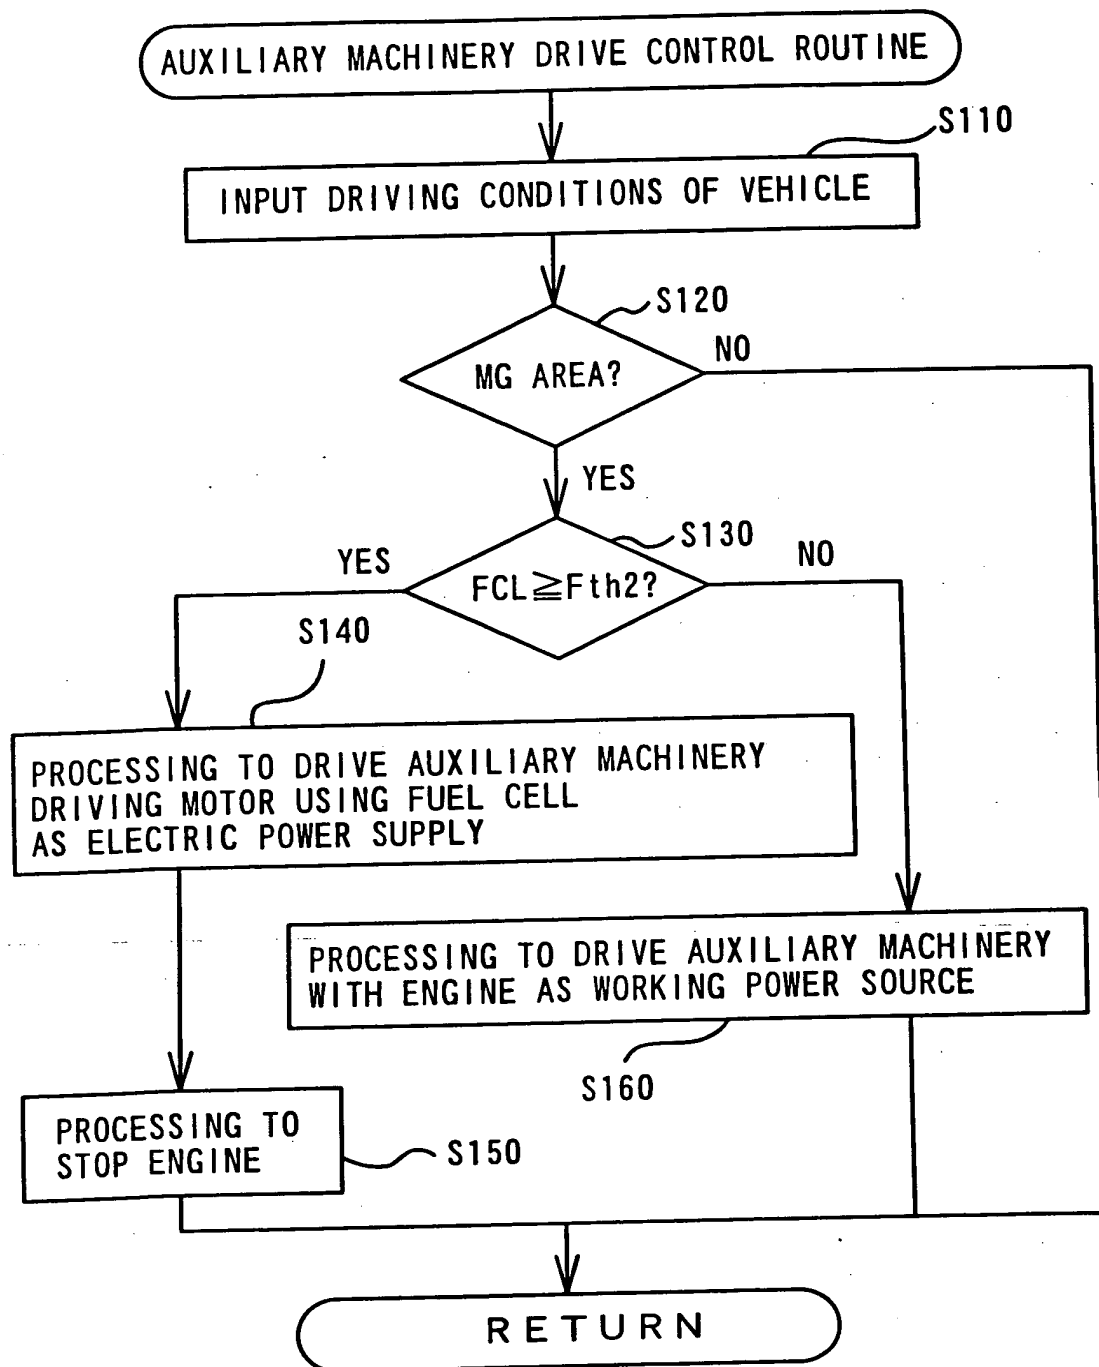 AUXILIARY MACHINERY DRIVE CONTROL ROUTINE
S110
INPUT DRIVING CONDITIONS OF VEHICLE
S120
MG AREA?
NO
YES
S130
FCL≧Fth2?
YES
NO
S140
PROCESSING TO DRIVE AUXILIARY MACHINERY
DRIVING MOTOR USING FUEL CELL
AS ELECTRIC POWER SUPPLY
PROCESSING TO DRIVE AUXILIARY MACHINERY
WITH ENGINE AS WORKING POWER SOURCE
S160
PROCESSING TO
STOP ENGINE
S150
RETURN